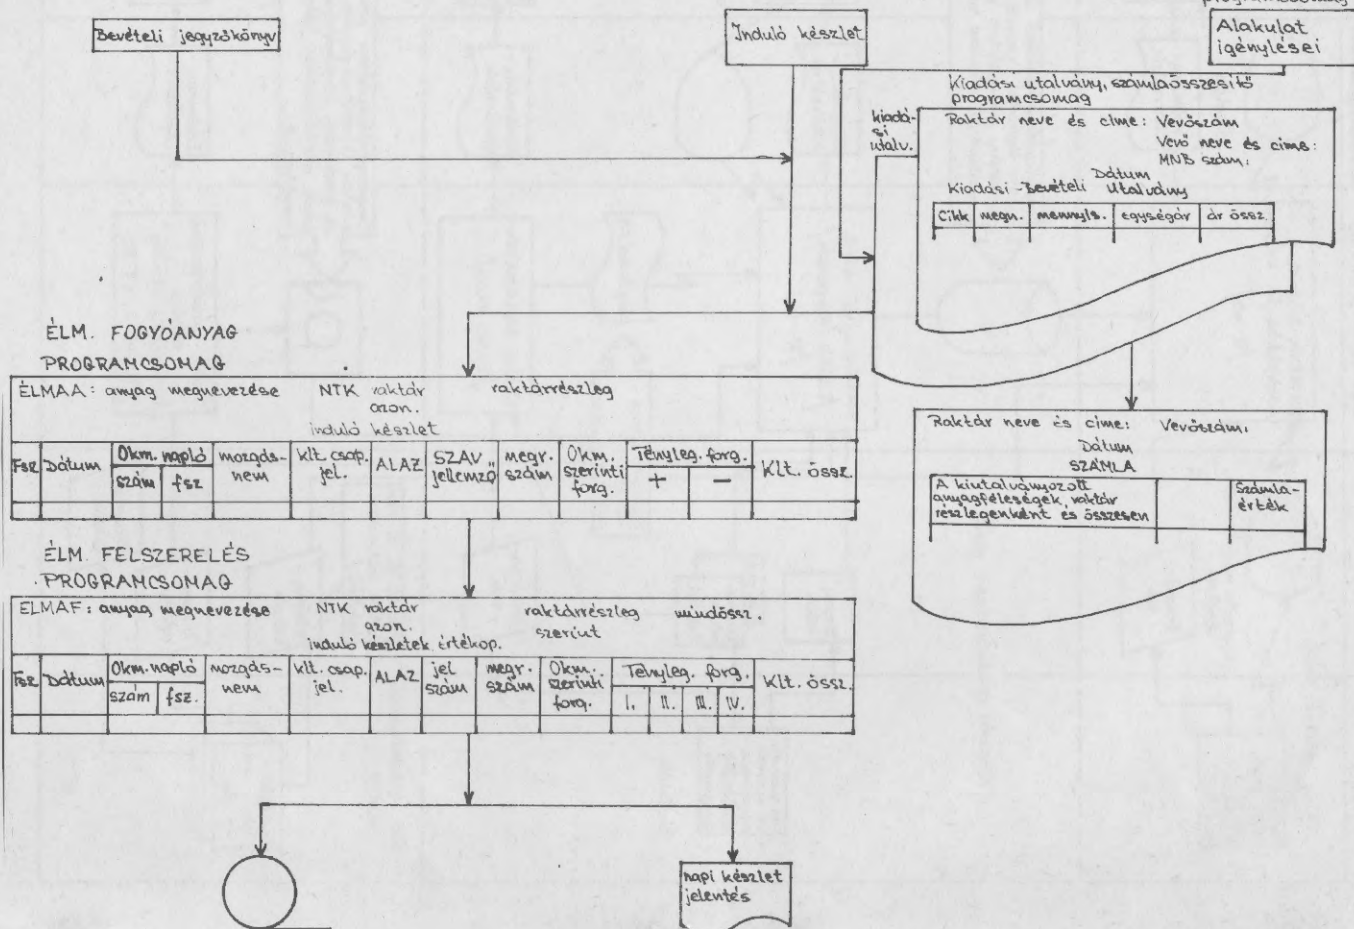 programcsomag
Bevételi jegyzőkönyv
Induló készlet
Alakulat
igénylései
Kiadási utalvány, számlaösszesítő
programcsomag
kiadá-
si
utalv.
Raktár neve és címe: Vevőszám
Vevő neve és címe:
MNB szám:
Dátum
Kiadási - Bevételi Utalvány
Cikk megn. mennyis. egységár ár össz.
ÉLM. FOGYÓANYAG
PROGRAMCSOMAG
ÉLMAA: anyag megnevezése NTK raktár raktárrészleg
azon.
induló készlet
Fsz Dátum Okm. napló mozgás- klt. csop. ALAZ SZAV megr. Okm. Tényleg. forg. Klt. össz.
szám fsz nem jel. jellemző szám szerinti + -
forg.
Raktár neve és címe: Vevőszám:
Dátum
SZÁMLA
A kiutalványozott
anyagféleségek raktár
részlegenként és összesen
Számla-
érték
ÉLM. FELSZERELÉS
PROGRAMCSOMAG
ELMAF: anyag megnevezése NTK raktár raktárrészleg mindössz.
azon. szerint
induló készletek értékop.
Fsz Dátum Okm. napló mozgás- klt. csop. ALAZ jel megr. Okm. Tényleg. forg. Klt. össz.
szám fsz. nem jel. szám szám szerinti I. II. III. IV.
forg.
napi készlet
jelentés